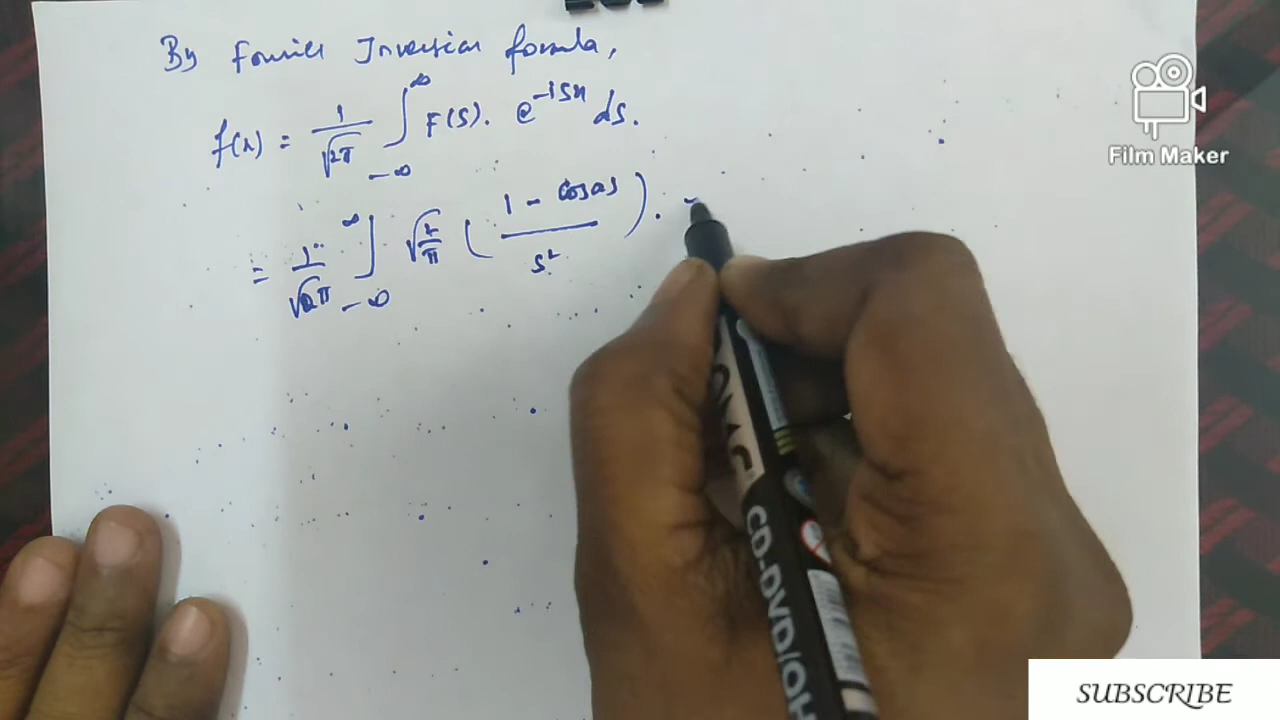 By Fourier Inversion formula,
f(x) = 1/√2π ∫_{-∞}^{∞} F(s). e^{-isx} ds.
= 1/√2π ∫_{-∞}^{∞} √2/π ( 1 - cos as / s² ) .
Film Maker
CD-DVD/OH
SUBSCRIBE